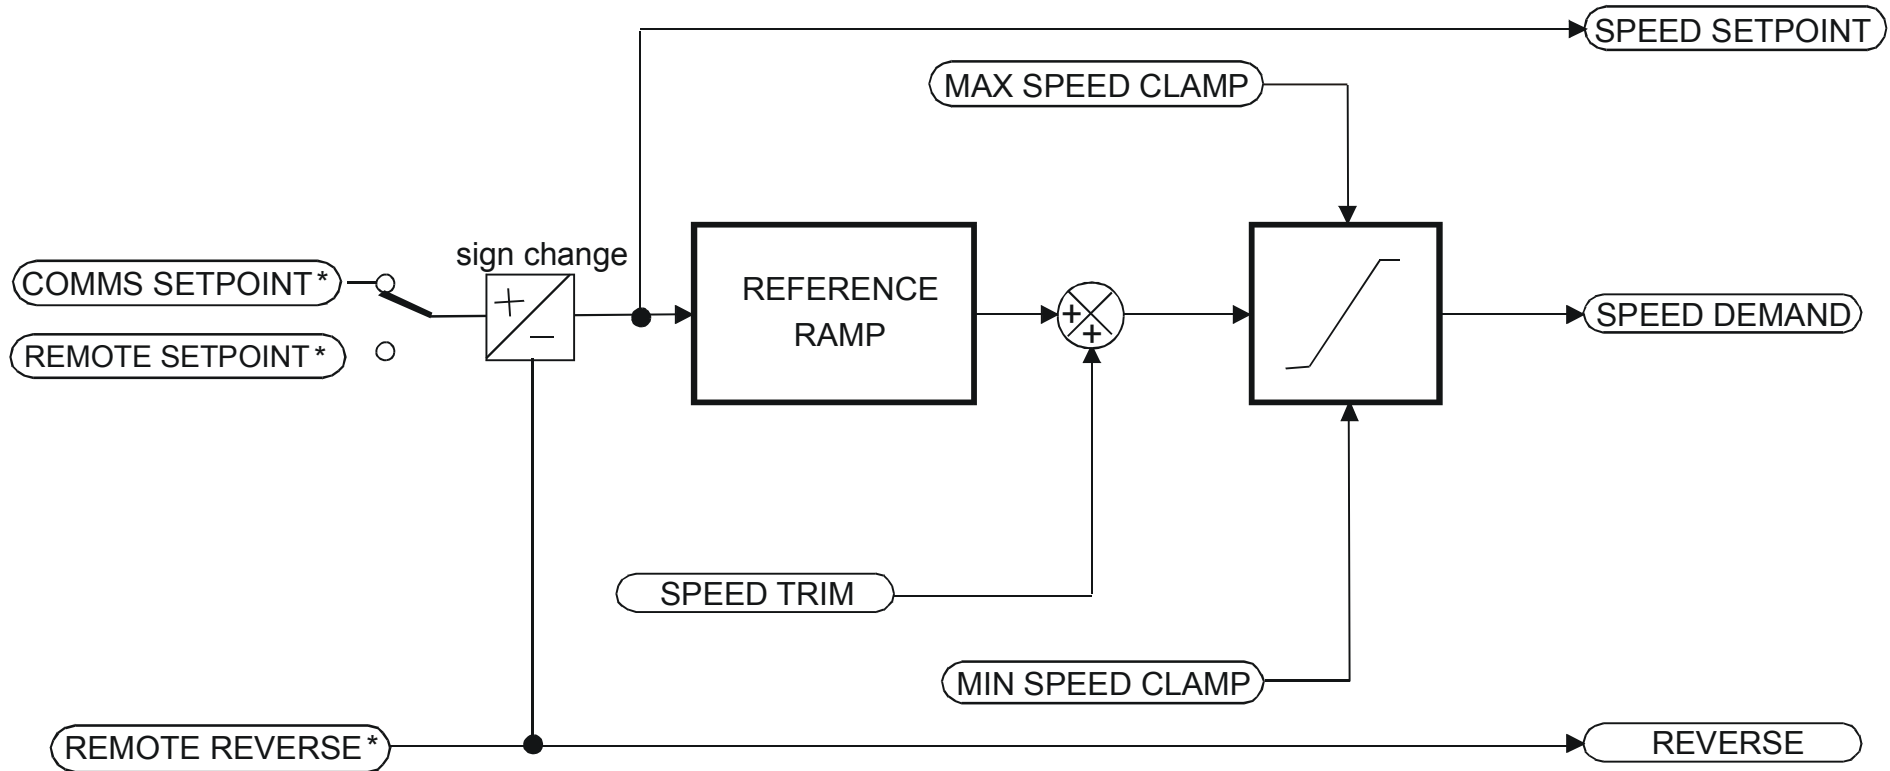 SPEED SETPOINT
MAX SPEED CLAMP
sign change
COMMS SETPOINT*
REFERENCE
RAMP
SPEED DEMAND
REMOTE SETPOINT*
SPEED TRIM
MIN SPEED CLAMP
REMOTE REVERSE*
REVERSE